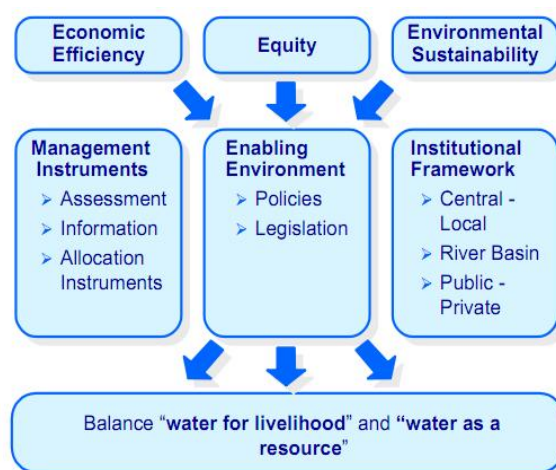 Economic
Efficiency
Equity
Environmental
Sustainability
Management
Instruments
➢ Assessment
➢ Information
➢ Allocation
Instruments
Enabling
Environment
➢ Policies
➢ Legislation
Institutional
Framework
➢ Central -
Local
➢ River Basin
➢ Public -
Private
Balance “water for livelihood” and “water as a
resource”